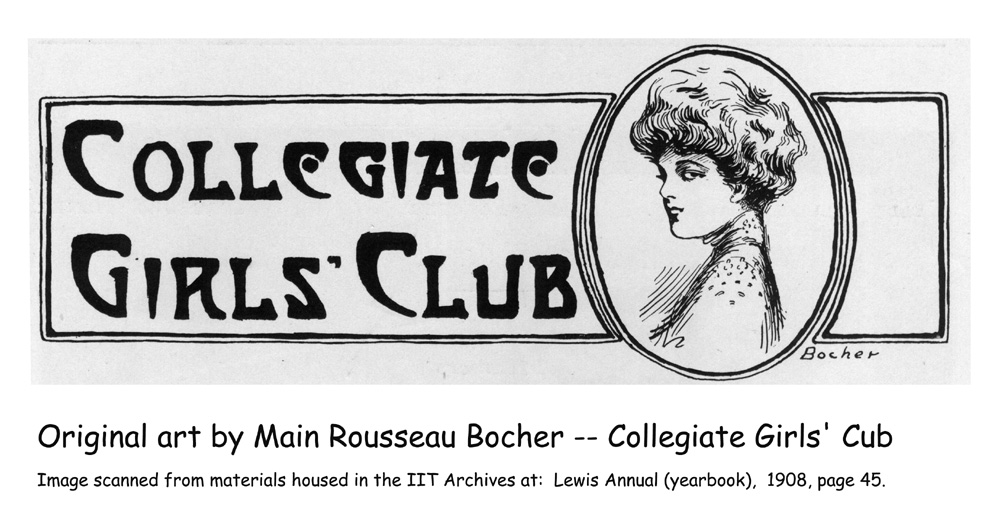 COLLEGIATE
GIRLS' CLUB
Bocher
Original art by Main Rousseau Bocher -- Collegiate Girls' Cub
Image scanned from materials housed in the IIT Archives at:  Lewis Annual (yearbook),  1908, page 45.